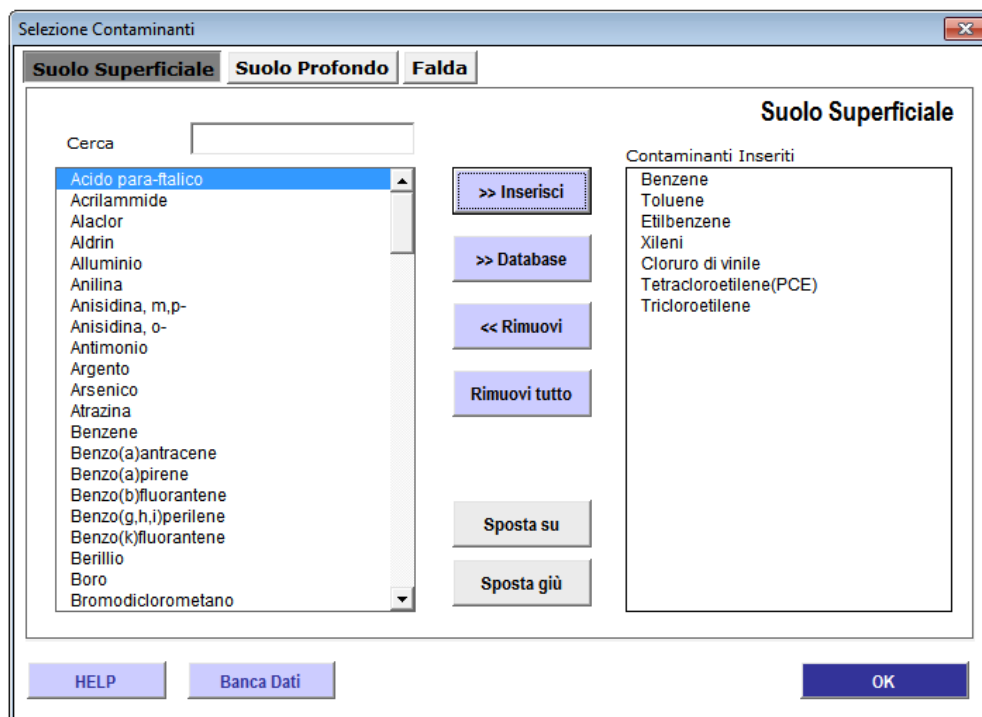 Selezione Contaminanti
Suolo Superficiale
Suolo Profondo
Falda
Suolo Superficiale
Cerca
Acido para-ftalico
Acrilammide
Alaclor
Aldrin
Alluminio
Anilina
Anisidina, m,p-
Anisidina, o-
Antimonio
Argento
Arsenico
Atrazina
Benzene
Benzo(a)antracene
Benzo(a)pirene
Benzo(b)fluorantene
Benzo(g,h,i)perilene
Benzo(k)fluorantene
Berillio
Boro
Bromodiclorometano
>> Inserisci
>> Database
<< Rimuovi
Rimuovi tutto
Sposta su
Sposta giù
Contaminanti Inseriti
Benzene
Toluene
Etilbenzene
Xileni
Cloruro di vinile
Tetracloroetilene(PCE)
Tricloroetilene
HELP
Banca Dati
OK